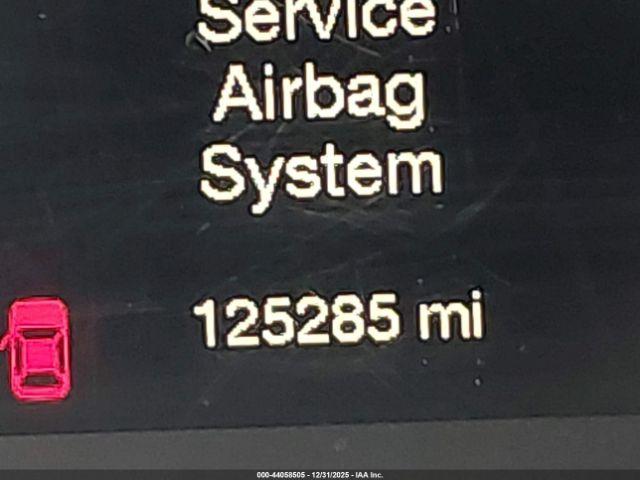 Service
Airbag
System
125285 mi
000-44058505 - 12/31/2025 - IAA Inc.